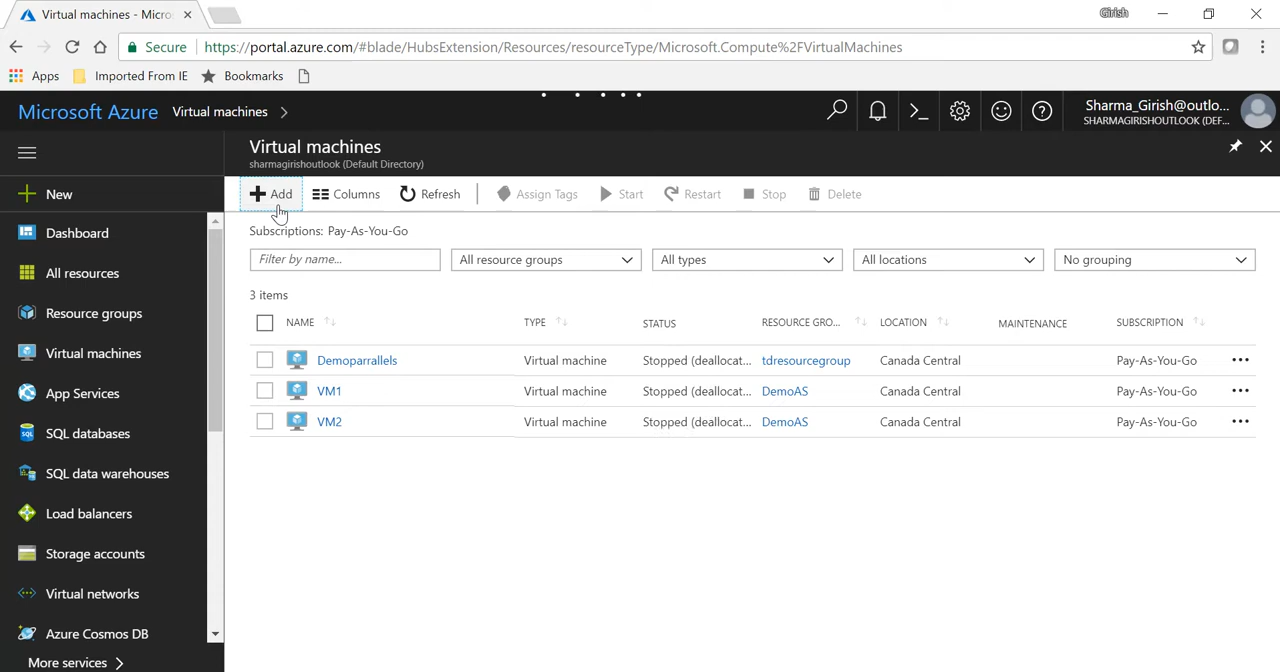 Virtual machines - Micro
Girish
Secure
https://portal.azure.com/#blade/HubsExtension/Resources/resourceType/Microsoft.Compute%2FVirtualMachines
Apps
Imported From IE
Bookmarks
Microsoft Azure
Virtual machines
Sharma_Girish@outlo...
SHARMAGIRISHOUTLOOK (DEF...
New
Dashboard
All resources
Resource groups
Virtual machines
App Services
SQL databases
SQL data warehouses
Load balancers
Storage accounts
Virtual networks
Azure Cosmos DB
More services
Virtual machines
sharmagirishoutlook (Default Directory)
Add Columns Refresh Assign Tags Start Restart Stop Delete
Subscriptions: Pay-As-You-Go
Filter by name... All resource groups All types All locations No grouping
3 items
NAME TYPE STATUS RESOURCE GRO... LOCATION MAINTENANCE SUBSCRIPTION
Demoparrallels Virtual machine Stopped (deallocat... tdresourcegroup Canada Central Pay-As-You-Go
VM1 Virtual machine Stopped (deallocat... DemoAS Canada Central Pay-As-You-Go
VM2 Virtual machine Stopped (deallocat... DemoAS Canada Central Pay-As-You-Go